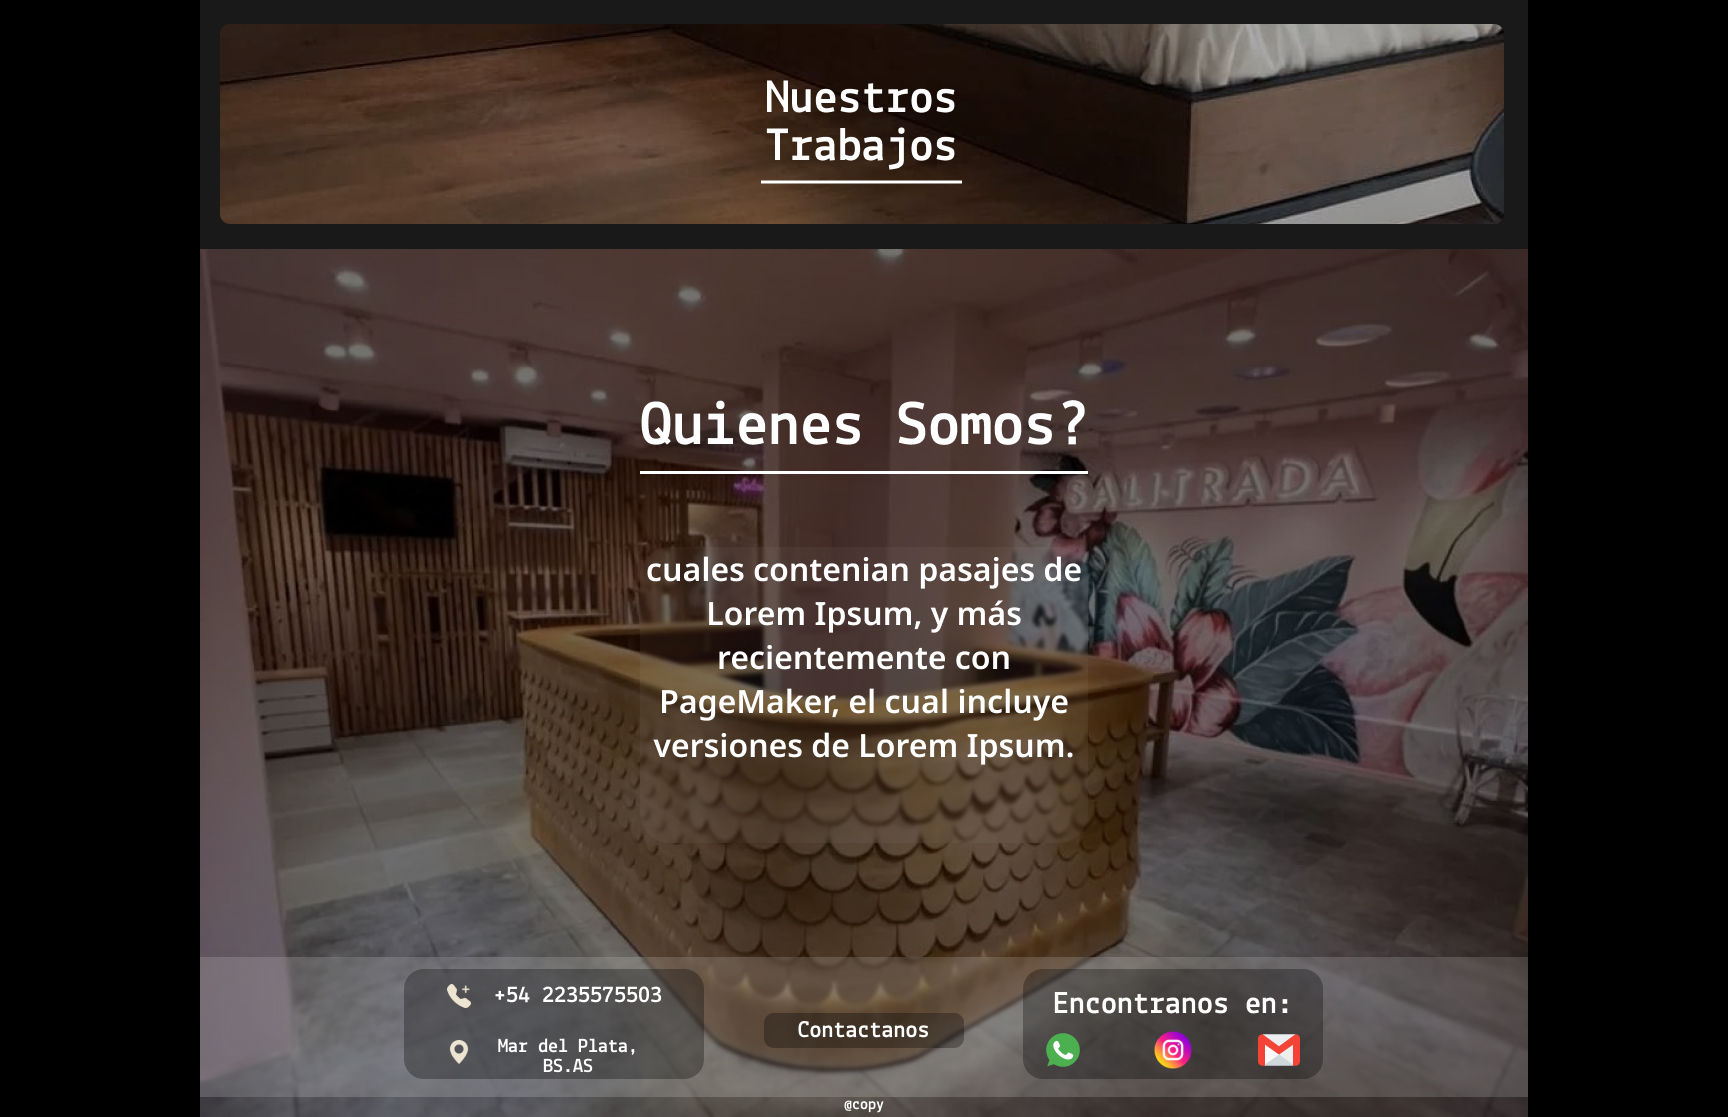 Nuestros
Trabajos
Quienes Somos?
SALITRADA
cuales contenian pasajes de
Lorem Ipsum, y más
recientemente con
PageMaker, el cual incluye
versiones de Lorem Ipsum.
+54 2235575503
Mar del Plata,
BS.AS
Contactanos
Encontranos en:
@copy